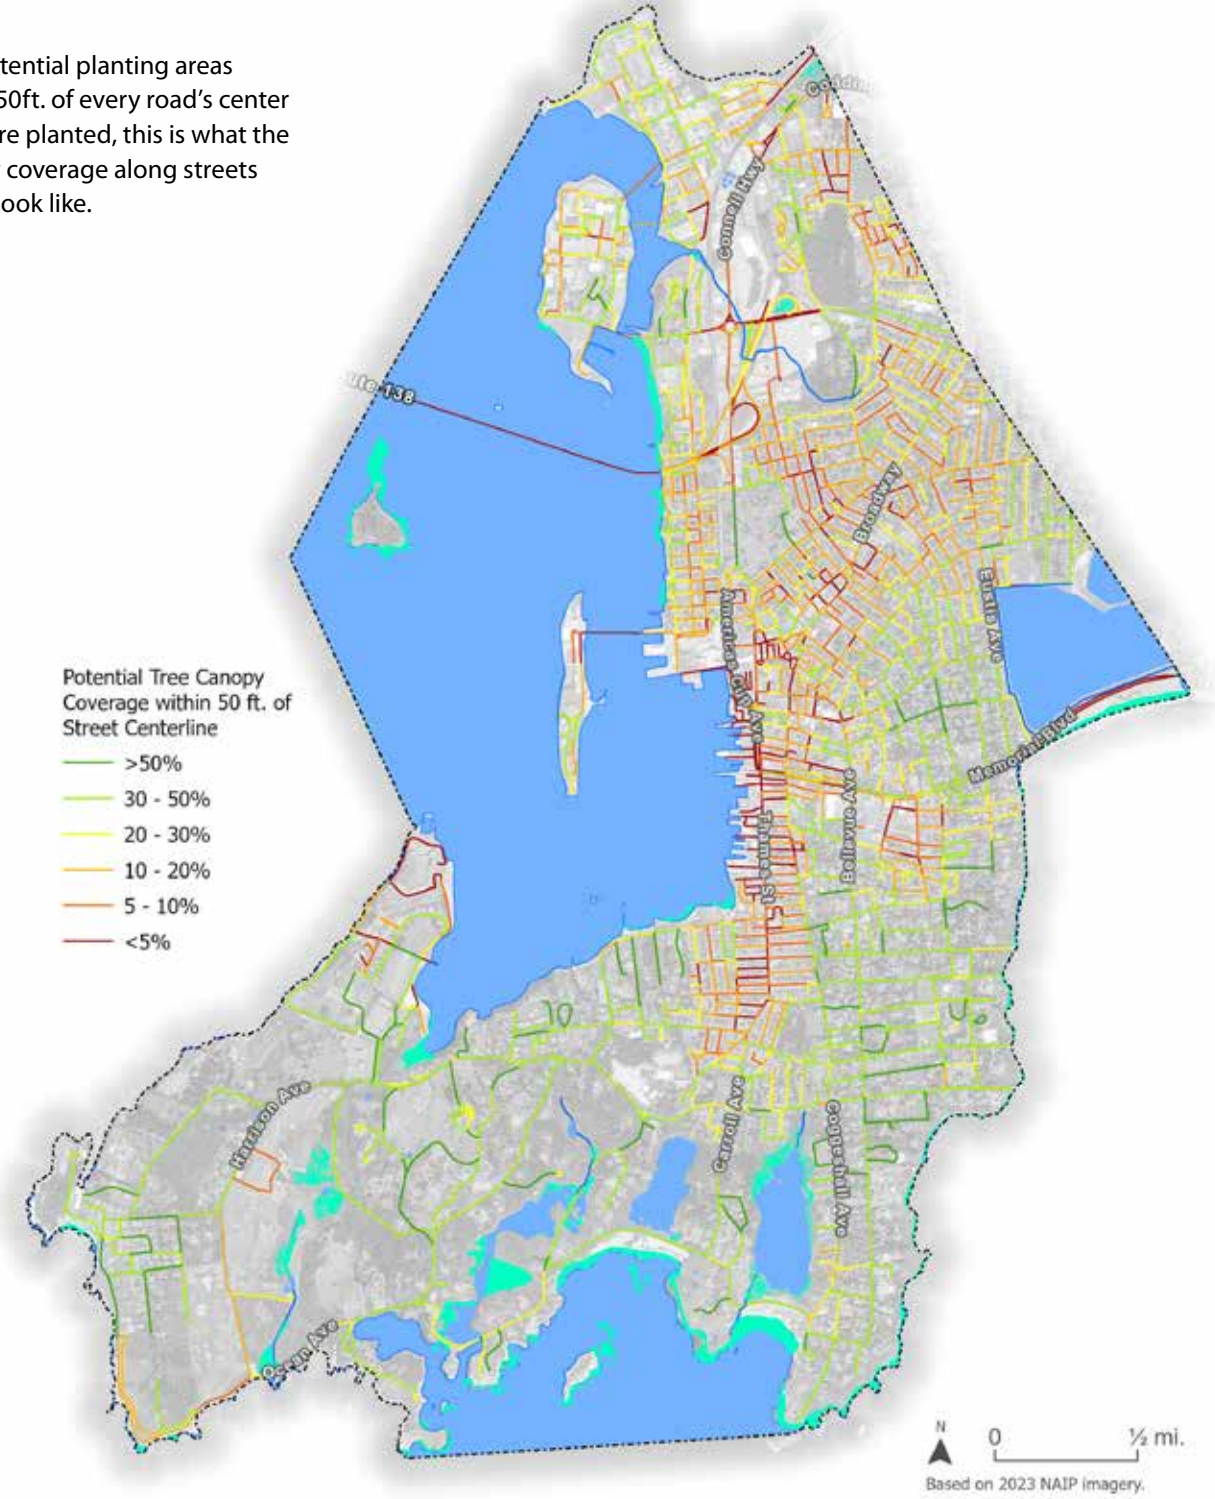 tential planting areas
50ft. of every road's center
re planted, this is what the
coverage along streets
ook like.
Connell Hwy
ute 138
Broadway
Eustis Ave
America's Cup Ave
Memorial Blvd
Bellevue Ave
Thames St
Potential Tree Canopy
Coverage within 50 ft. of
Street Centerline
>50%
30 - 50%
20 - 30%
10 - 20%
5 - 10%
<5%
Harrison Ave
Carroll Ave
Coggeshall Ave
Ocean Ave
N
0 ½ mi.
Based on 2023 NAIP imagery.